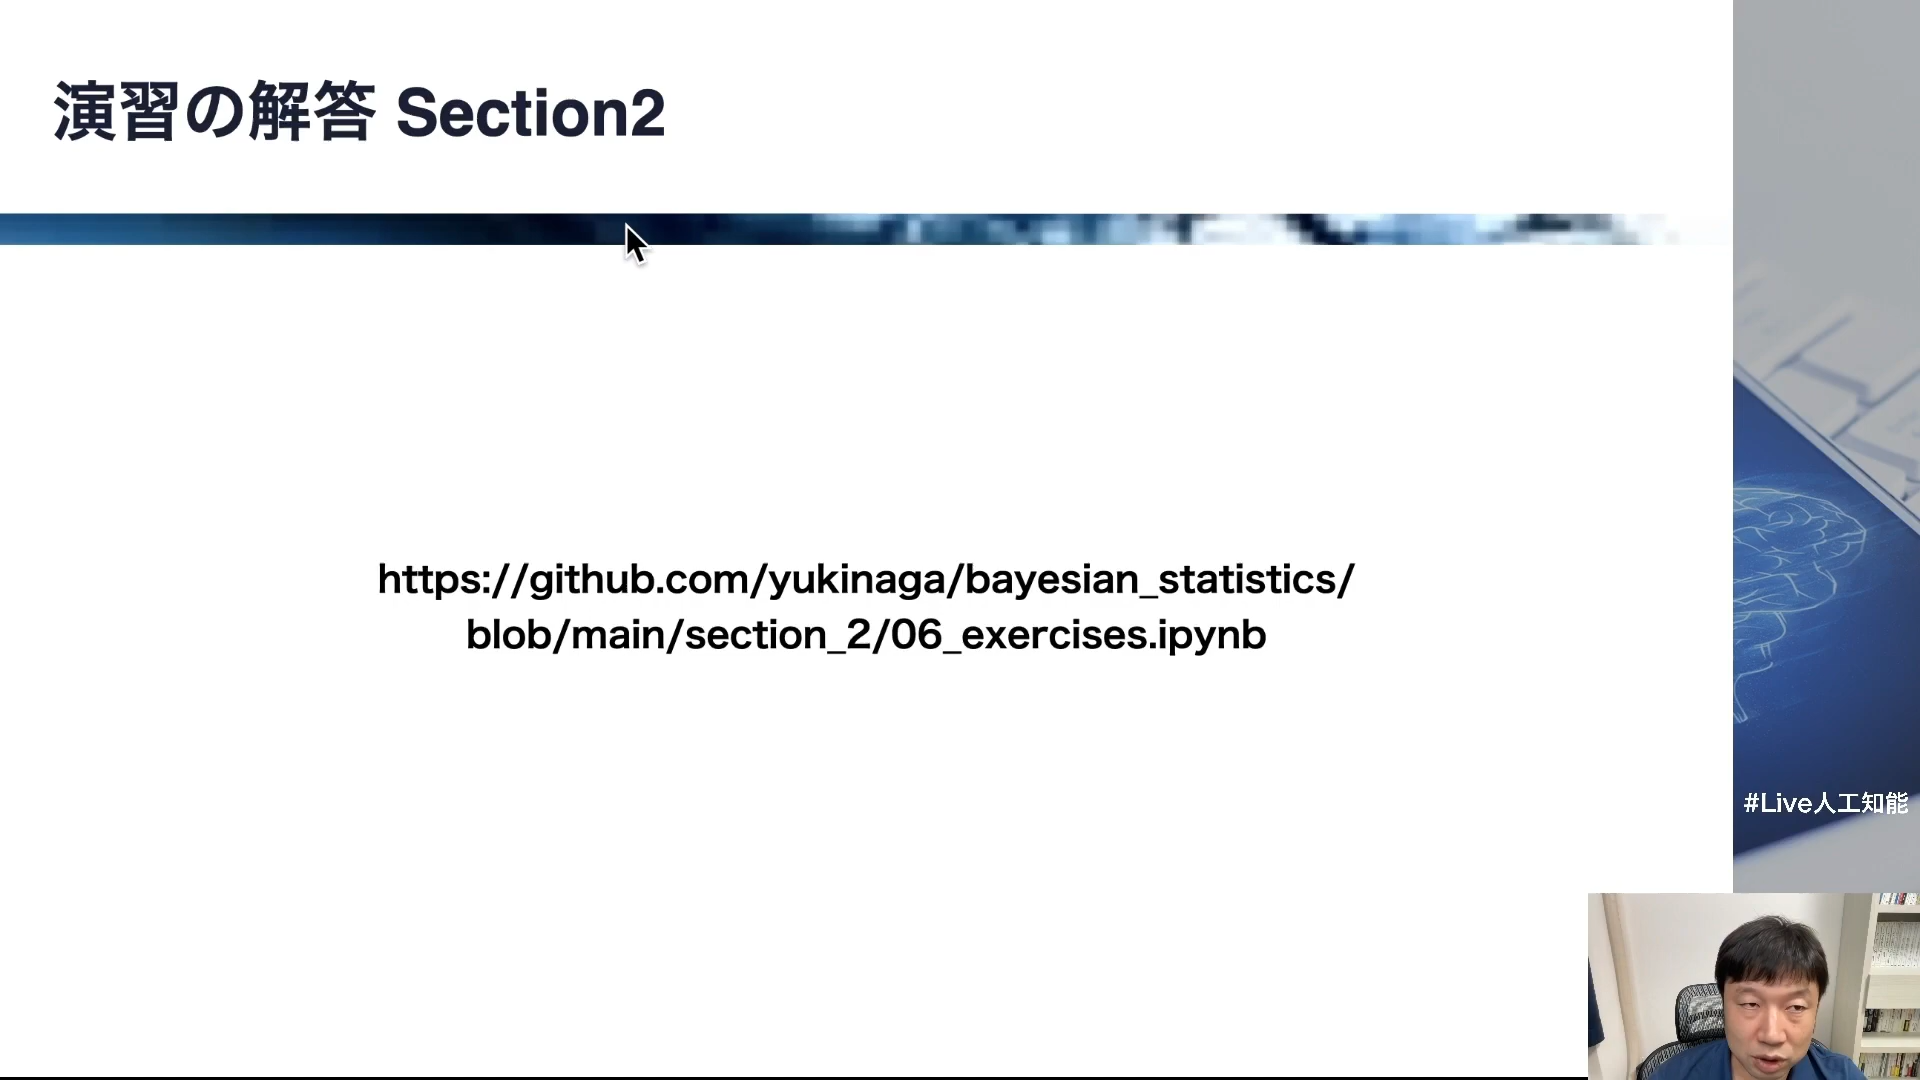 演習の解答 Section2
https://github.com/yukinaga/bayesian_statistics/
blob/main/section_2/06_exercises.ipynb
#Live人工知能